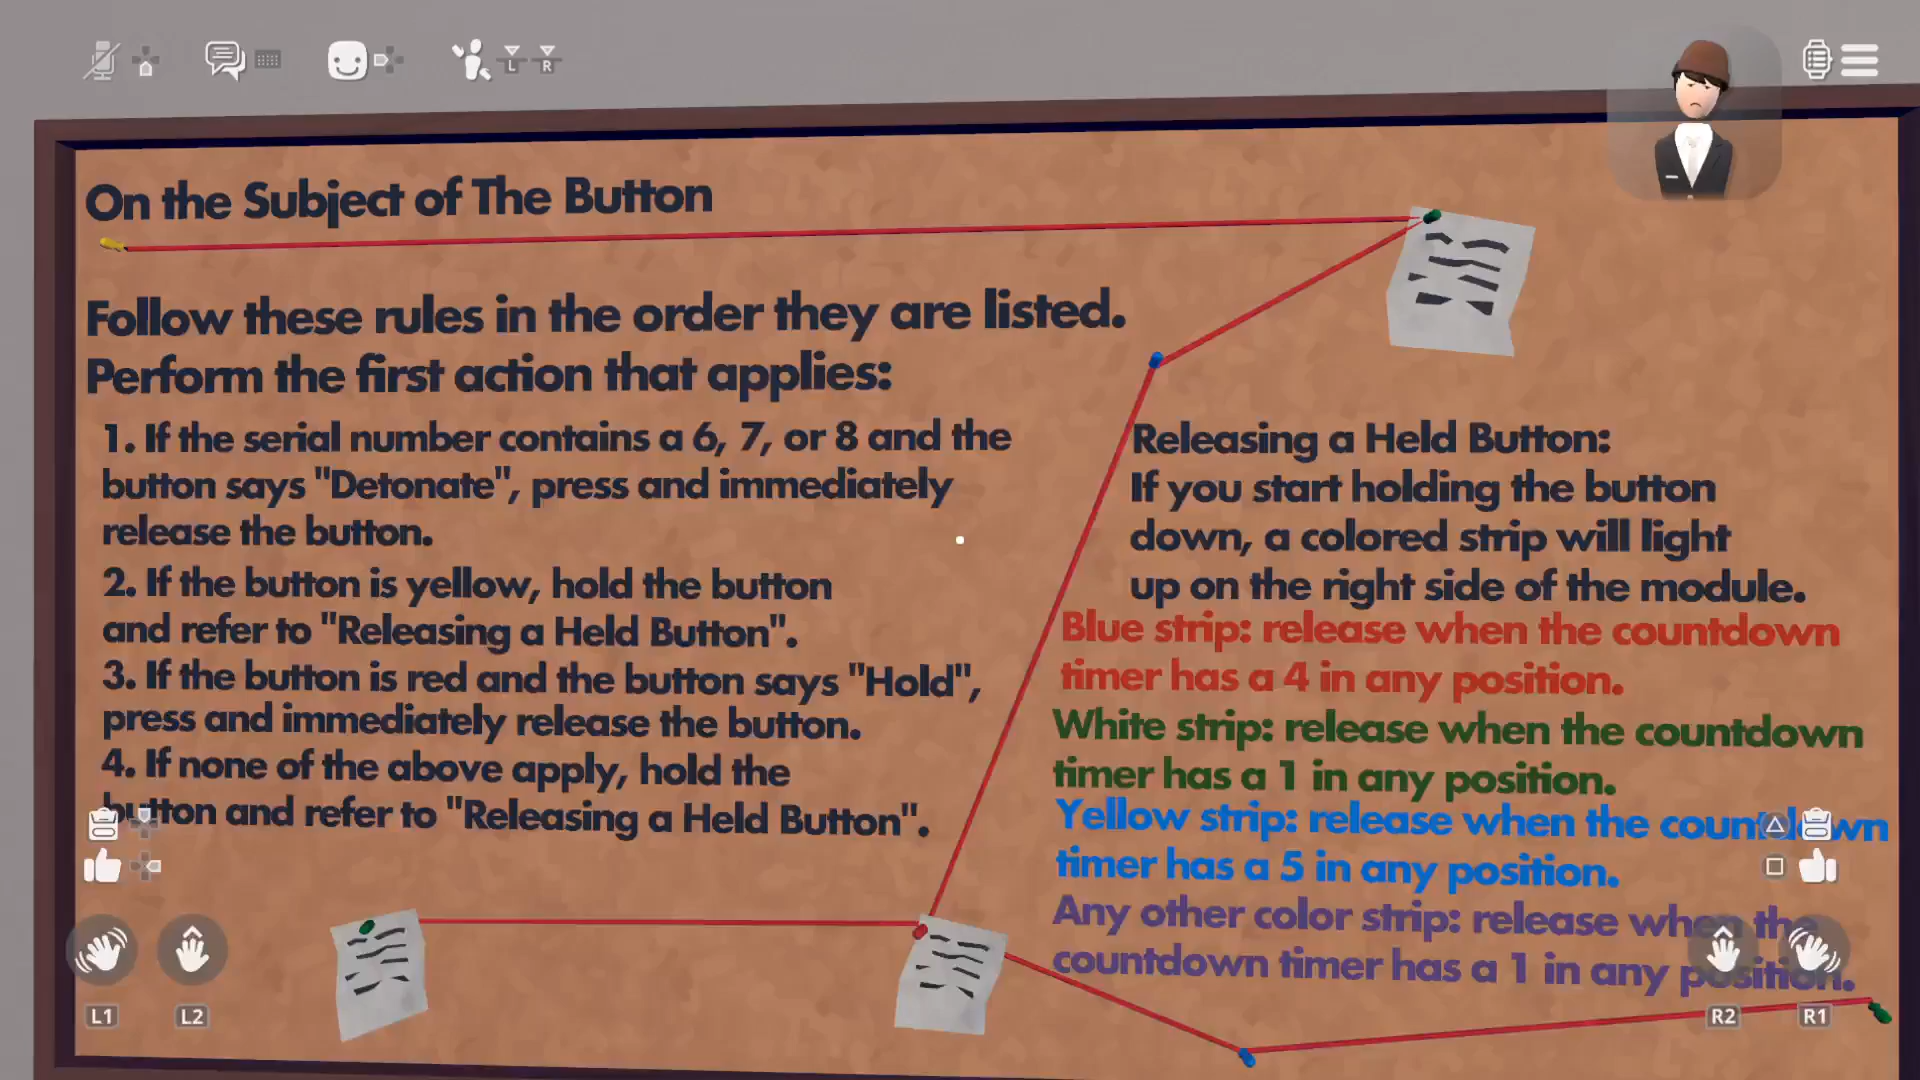 On the Subject of The Button
Follow these rules in the order they are listed.
Perform the first action that applies:
1. If the serial number contains a 6, 7, or 8 and the
button says "Detonate", press and immediately
release the button.
2. If the button is yellow, hold the button
and refer to "Releasing a Held Button".
3. If the button is red and the button says "Hold",
press and immediately release the button.
4. If none of the above apply, hold the
button and refer to "Releasing a Held Button".
Releasing a Held Button:
If you start holding the button
down, a colored strip will light
up on the right side of the module.
Blue strip: release when the countdown
timer has a 4 in any position.
White strip: release when the countdown
timer has a 1 in any position.
Yellow strip: release when the countdown
timer has a 5 in any position.
Any other color strip: release when the
countdown timer has a 1 in any position.
L
R
L1
L2
R2
R1